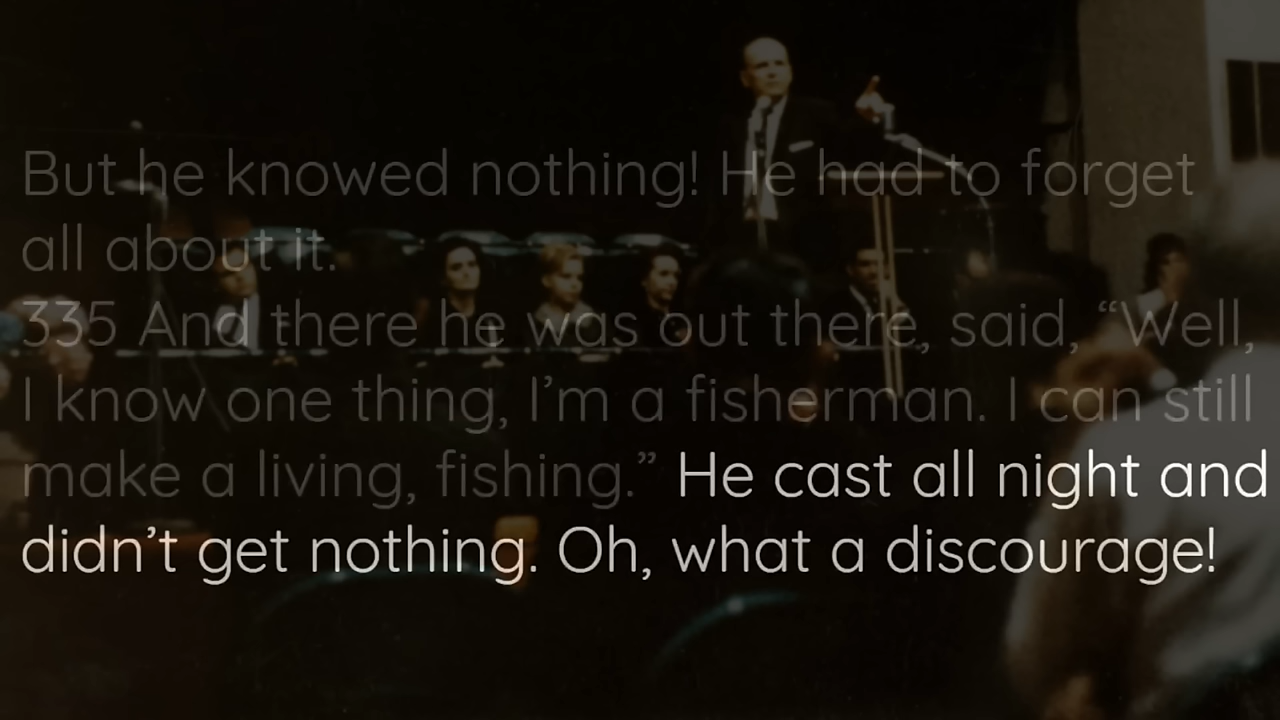 But he knowed nothing! He had to forget
all about it.
335 And there he was out there, said, “Well,
I know one thing, I’m a fisherman. I can still
make a living, fishing.” He cast all night and
didn’t get nothing. Oh, what a discourage!